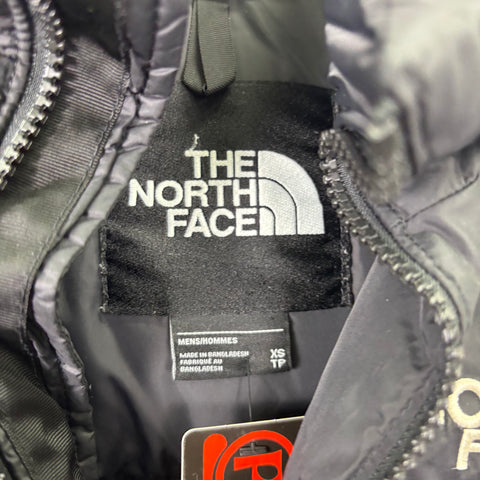 THE
NORTH
FACE
MENS/HOMMES
MADE IN BANGLADESH
FABRIQUÉ AU
BANGLADESH
XS
TP
P